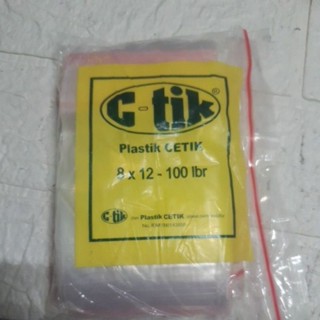 C-tik®
Plastik CETIK
8 x 12 - 100 lbr
C-tik
Plastik CETIK